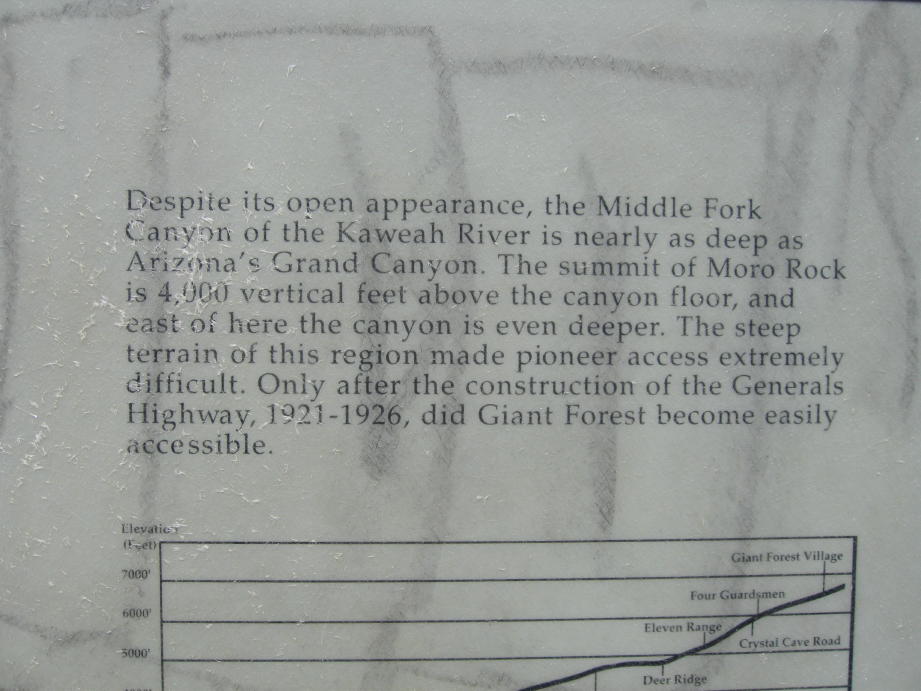 Despite its open appearance, the Middle Fork
Canyon of the Kaweah River is nearly as deep as
Arizona's Grand Canyon. The summit of Moro Rock
is 4,000 vertical feet above the canyon floor, and
east of here the canyon is even deeper. The steep
terrain of this region made pioneer access extremely
difficult. Only after the construction of the Generals
Highway, 1921-1926, did Giant Forest become easily
accessible.
Elevation
(Feet)
Giant Forest Village
7000'
Four Guardsmen
6000'
Eleven Range
Crystal Cave Road
5000'
Deer Ridge